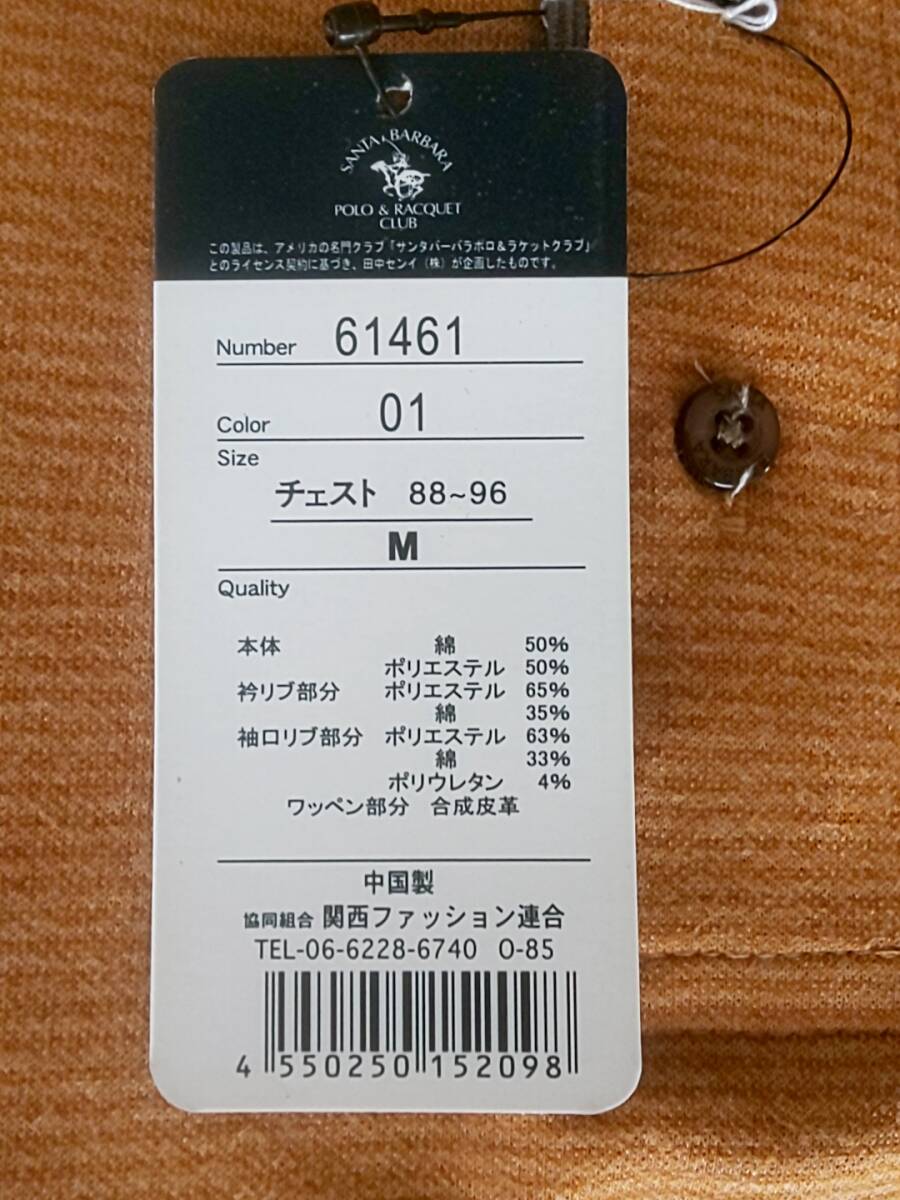 SANTA BARBARA
POLO & RACQUET
CLUB
この製品は、アメリカの名門クラブ「サンタバーバラポロ&ラケットクラブ」
とのライセンス契約に基づき、田中センイ(株)が企画したものです。
Number 61461
Color 01
Size
チェスト 88~96
M
Quality
本体 綿 50%
ポリエステル 50%
衿リブ部分 ポリエステル 65%
綿 35%
袖口リブ部分 ポリエステル 63%
綿 33%
ポリウレタン 4%
ワッペン部分 合成皮革
中国製
協同組合 関西ファッション連合
TEL-06-6228-6740 O-85
4 550250 152098